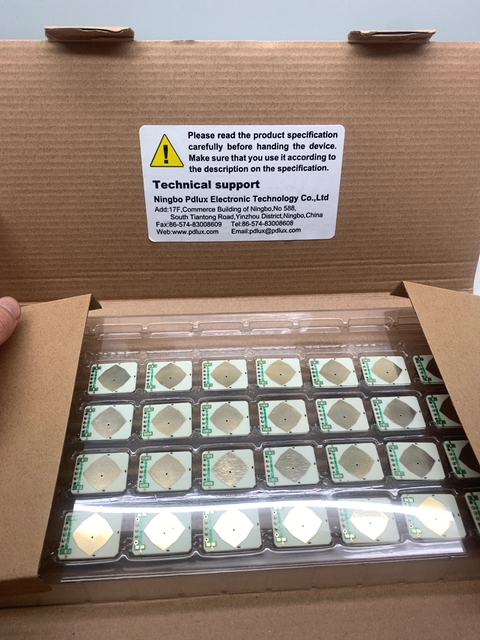 Please read the product specification
carefully before handing the device.
Make sure that you use it according to
the description on the specification.
Technical support
Ningbo Pdlux Electronic Technology Co.,Ltd
Add:17F,Commerce Building of Ningbo,No 588,
South Tiantong Road,Yinzhou District,Ningbo,China
Fax:86-574-83008609 Tel:86-574-83008608
Web:www.pdlux.com Email:pdlux@pdlux.com